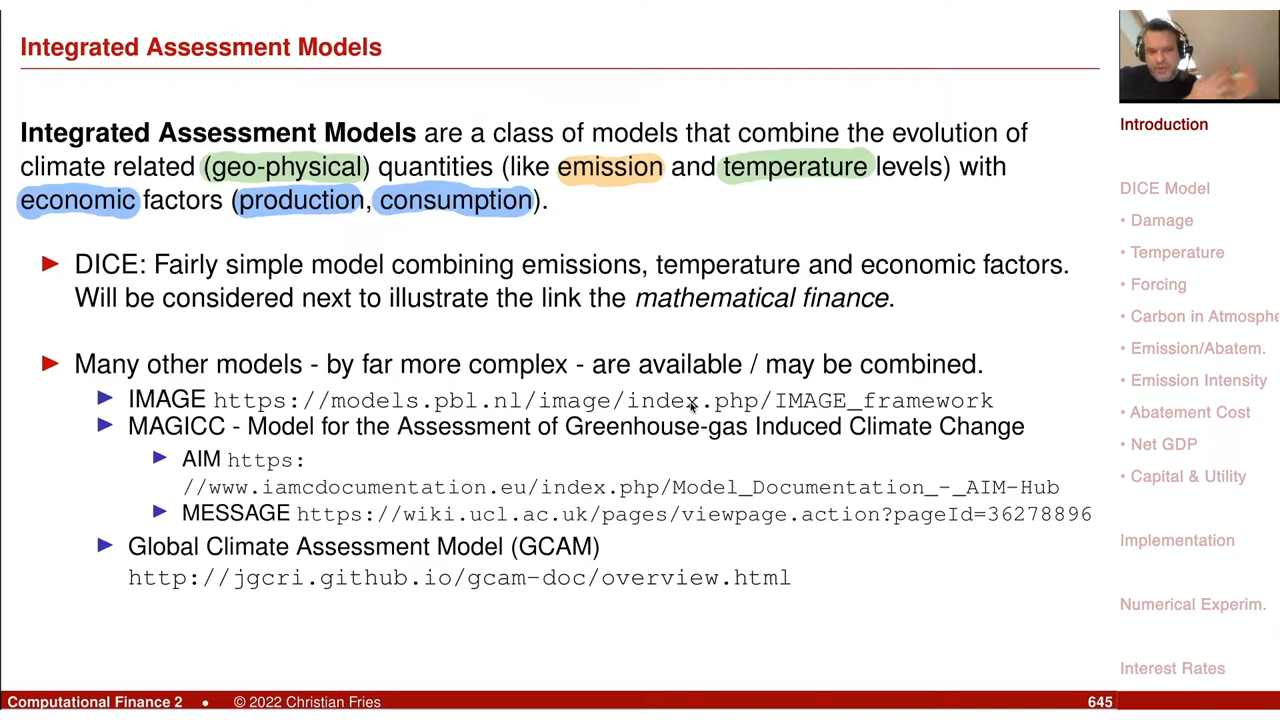 Integrated Assessment Models
Integrated Assessment Models are a class of models that combine the evolution of
climate related (geo-physical) quantities (like emission and temperature levels) with
economic factors (production, consumption).
DICE: Fairly simple model combining emissions, temperature and economic factors.
Will be considered next to illustrate the link the mathematical finance.
Many other models - by far more complex - are available / may be combined.
IMAGE https://models.pbl.nl/image/index.php/IMAGE_framework
MAGICC - Model for the Assessment of Greenhouse-gas Induced Climate Change
AIM https:
//www.iamcdocumentation.eu/index.php/Model_Documentation_-_AIM-Hub
MESSAGE https://wiki.ucl.ac.uk/pages/viewpage.action?pageId=36278896
Global Climate Assessment Model (GCAM)
http://jgcri.github.io/gcam-doc/overview.html
Introduction
DICE Model
• Damage
• Temperature
• Forcing
• Carbon in Atmosphe
• Emission/Abatem.
• Emission Intensity
• Abatement Cost
• Net GDP
• Capital & Utility
Implementation
Numerical Experim.
Interest Rates
Computational Finance 2 • © 2022 Christian Fries 645